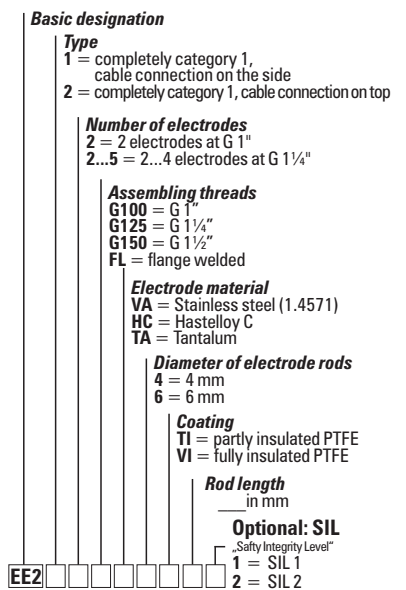 Basic designation
Type
1 = completely category 1,
cable connection on the side
2 = completely category 1, cable connection on top
Number of electrodes
2 = 2 electrodes at G 1"
2...5 = 2...4 electrodes at G 1¼"
Assembling threads
G100 = G 1"
G125 = G 1¼"
G150 = G 1½"
FL = flange welded
Electrode material
VA = Stainless steel (1.4571)
HC = Hastelloy C
TA = Tantalum
Diameter of electrode rods
4 = 4 mm
6 = 6 mm
Coating
TI = partly insulated PTFE
VI = fully insulated PTFE
Rod length
____in mm
Optional: SIL
„Safty Integrity Level“
1 = SIL 1
2 = SIL 2
EE2